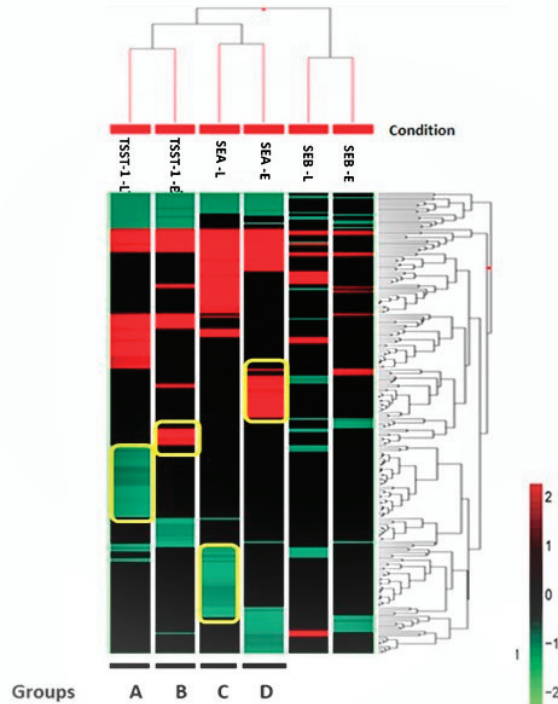 Condition
TSST-1 -L
TSST-1 -E
SEA -L
SEA -E
SEB -L
SEB -E
2
1
0
1 -1
-2
Groups A B C D